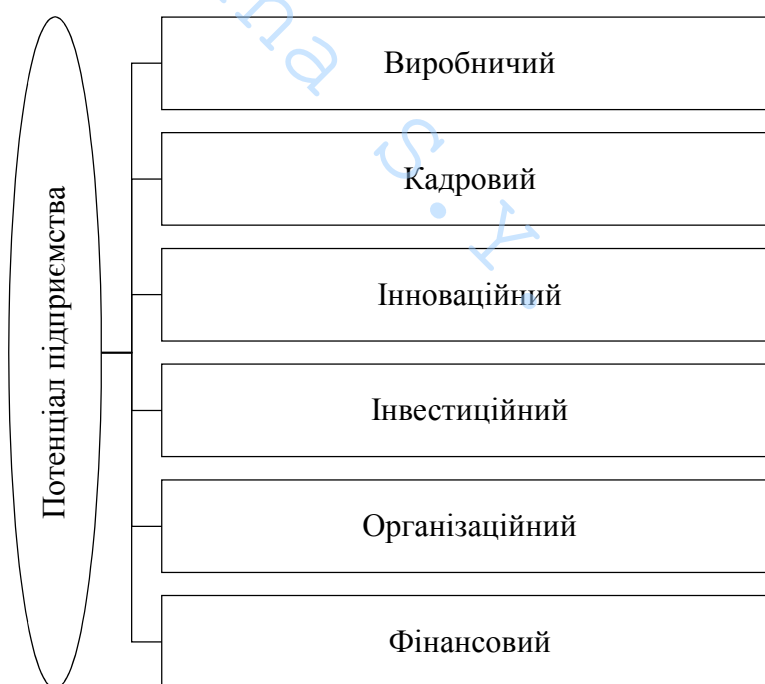 Потенціал підприємства
Виробничий
Кадровий
Інноваційний
Інвестиційний
Організаційний
Фінансовий